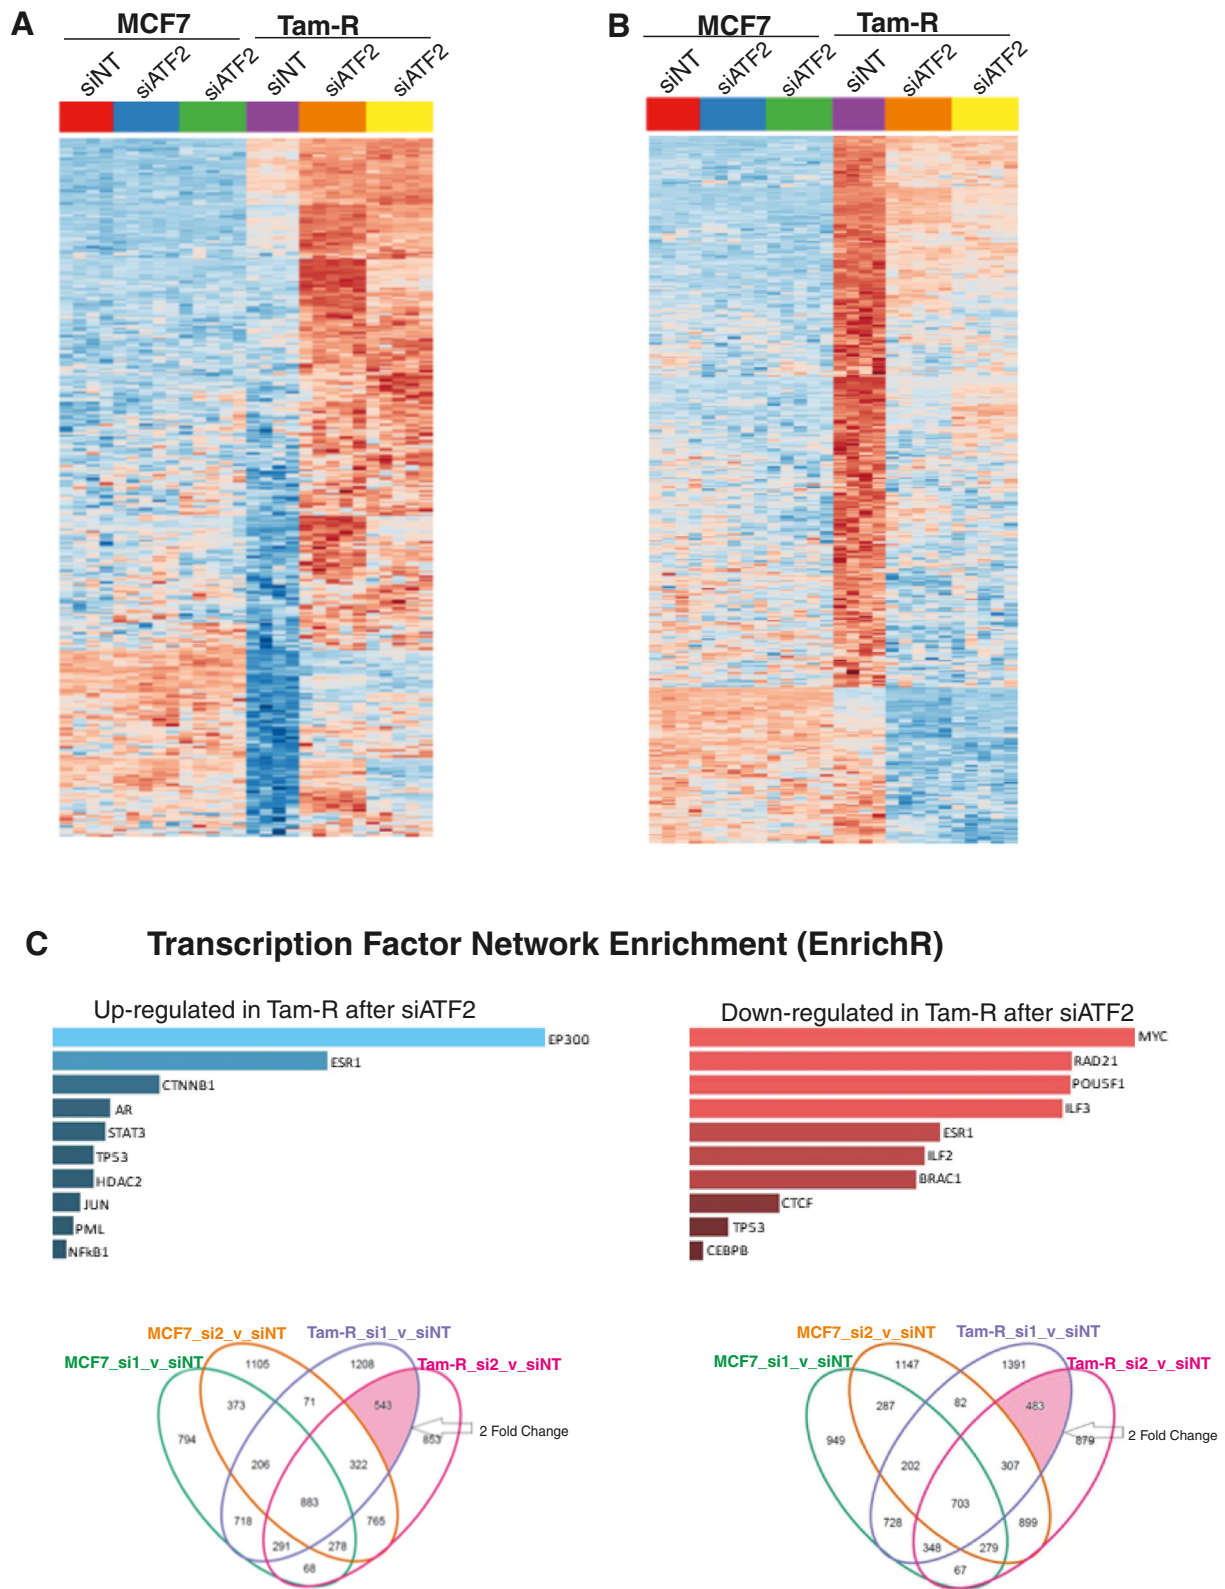 A
MCF7 Tam-R
siNT siATF2 siATF2 siNT siATF2 siATF2
B
MCF7 Tam-R
siNT siATF2 siATF2 siNT siATF2 siATF2
C Transcription Factor Network Enrichment (EnrichR)
Up-regulated in Tam-R after siATF2
EP300
ESR1
CTNNB1
AR
STAT3
TP53
HDAC2
JUN
PML
NFkB1
Down-regulated in Tam-R after siATF2
MYC
RAD21
POU5F1
ILF3
ESR1
ILF2
BRAC1
CTCF
TP53
CEBPB
MCF7_si2_v_siNT Tam-R_si1_v_siNT
MCF7_si1_v_siNT Tam-R_si2_v_siNT
1105 1208
373 71 543
794 853 2 Fold Change
206 322
883
718 765
291 278
68
MCF7_si2_v_siNT Tam-R_si1_v_siNT
MCF7_si1_v_siNT Tam-R_si2_v_siNT
1147 1391
287 82 483
949 879 2 Fold Change
202 307
703
728 899
348 279
67